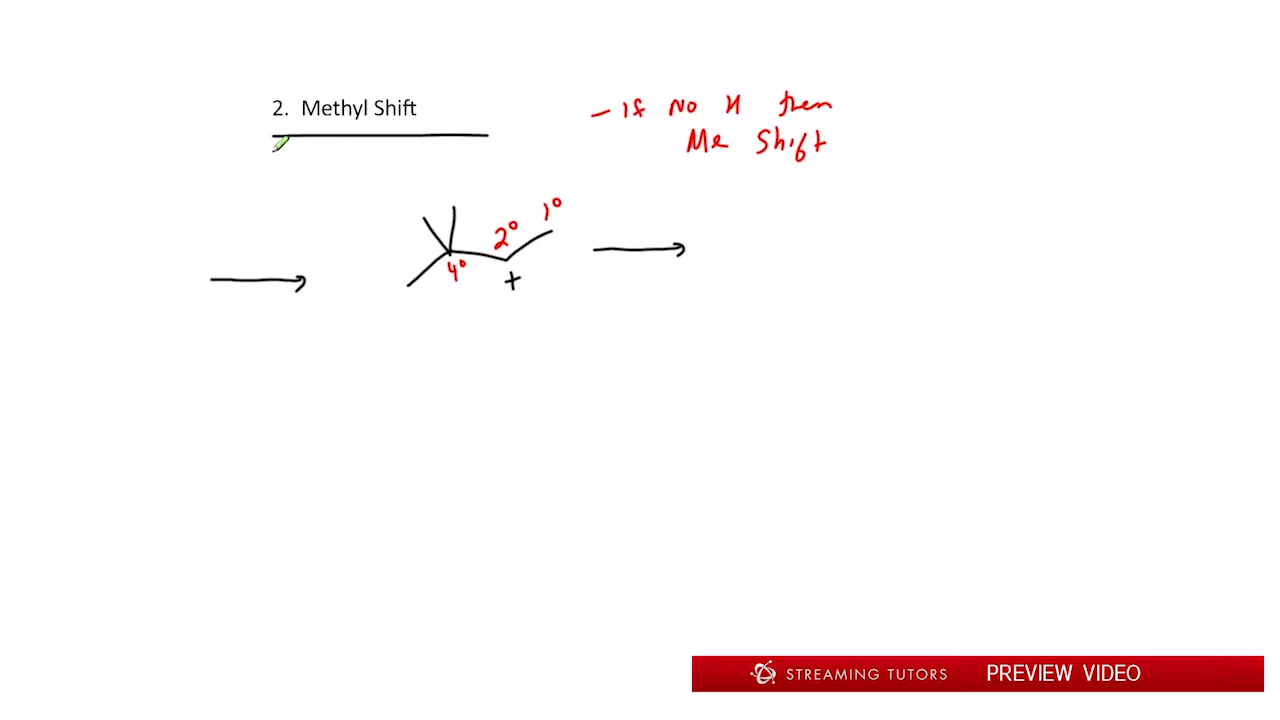 2. Methyl Shift
- If No H then
Me Shift
1°
2°
4°
+
STREAMING TUTORS PREVIEW VIDEO